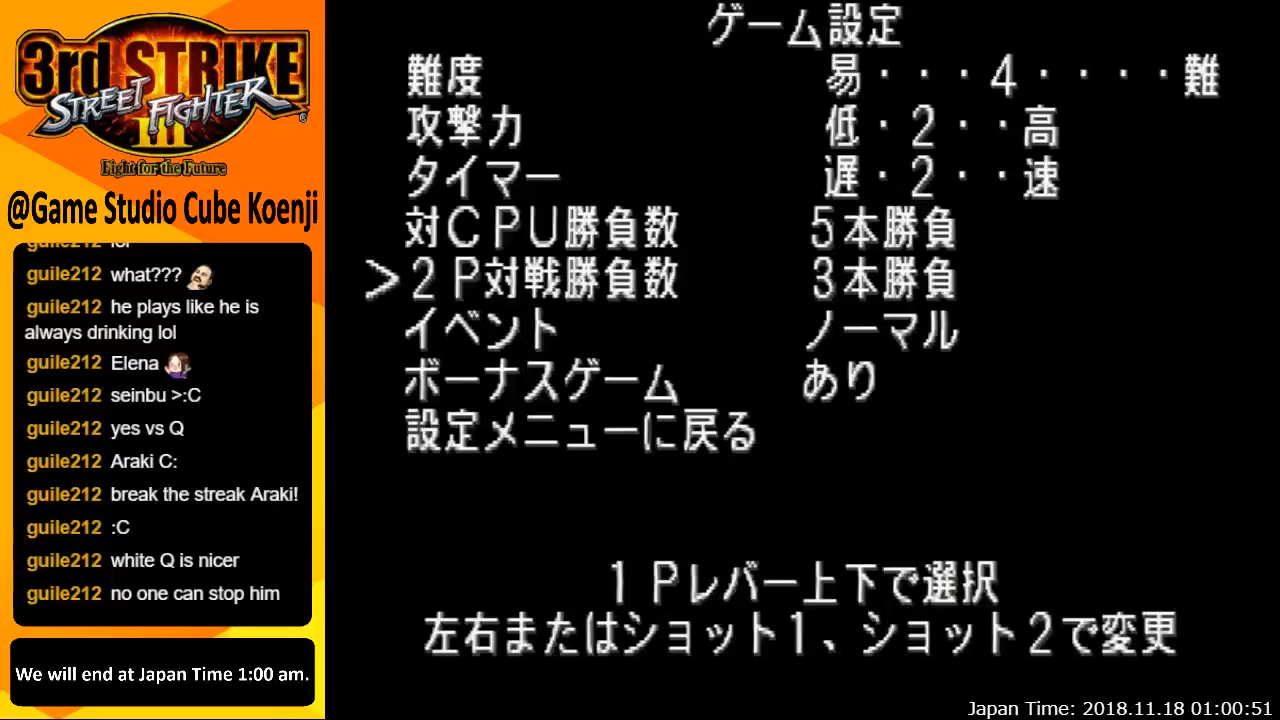 3rd STRIKE
STREET FIGHTER
III
®
Fight for the Future
@Game Studio Cube Koenji
guile212 lol
guile212 what???
guile212 he plays like he is
always drinking lol
guile212 Elena
guile212 seinbu >:C
guile212 yes vs Q
guile212 Araki C:
guile212 break the streak Araki!
guile212 :C
guile212 white Q is nicer
guile212 no one can stop him
We will end at Japan Time 1:00 am.
ゲーム設定
難度 易・・・4・・・・難
攻撃力 低・2・・高
タイマー 遅・2・・速
対CPU勝負数 5本勝負
>2P対戦勝負数 3本勝負
イベント ノーマル
ボーナスゲーム あり
設定メニューに戻る
1Pレバー上下で選択
左右またはショット1、ショット2で変更
Japan Time: 2018.11.18 01:00:51